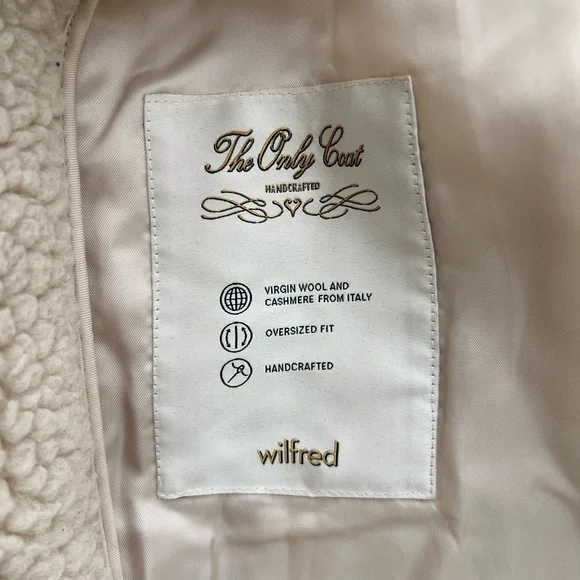 The Only Coat
HANDCRAFTED
VIRGIN WOOL AND
CASHMERE FROM ITALY
OVERSIZED FIT
HANDCRAFTED
wilfred